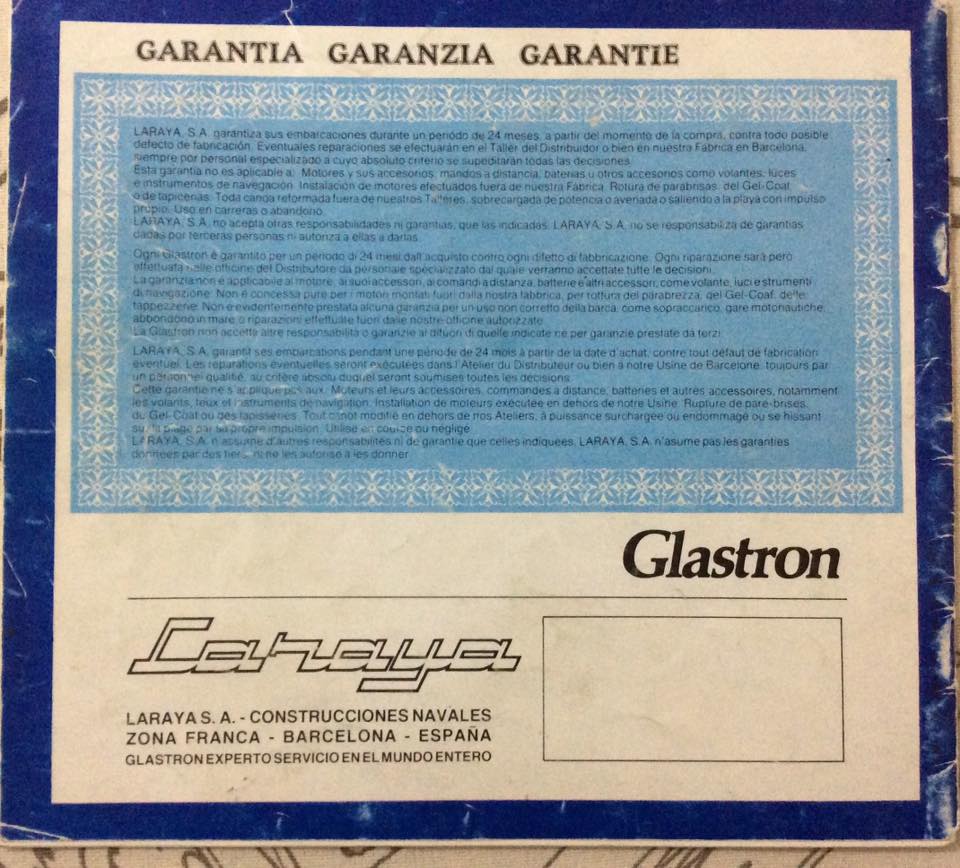 GARANTIA GARANZIA GARANTIE
LARAYA, S.A. garantiza sus embarcaciones durante un periodo de 24 meses, a partir del momento de la compra, contra todo posible
defecto de fabricación. Eventuales reparaciones se efectuarán en el Taller del Distribuidor o bien en nuestra Fábrica en Barcelona,
siempre por personal especializado a cuyo absoluto criterio se supeditarán todas las decisiones.
Esta garantía no es aplicable a: Motores y sus accesorios, mandos a distancia, baterías u otros accesorios como volantes, luces
e instrumentos de navegación. Instalación de motores efectuados fuera de nuestra Fábrica. Rotura de parabrisas, del Gel-Coat
o de tapicerías. Toda canoa reformada fuera de nuestros Talleres, sobrecargada de potencia o averiada o saliendo a la playa con impulso
propio. Uso en carreras o abandono.
LARAYA, S.A. no acepta otras responsabilidades ni garantías, que las indicadas. LARAYA, S.A. no se responsabiliza de garantías
dadas por terceras personas ni autoriza a ellas a darlas.
Ogni Glastron è garantito per un periodo di 24 mesi dall'acquisto contro ogni difetto di fabbricazione. Ogni riparazione sarà però
effettuata nelle officine del Distributore da personale specializzato dal quale verranno accettate tutte le decisioni.
La garanzia non è applicabile al motore, ai suoi accessori, ai comandi a distanza, batterie e altri accessori, come volante, luci e strumenti
di navigazione. Non è concessa pure per i motori montati fuori dalla nostra fabbrica, per rottura del parabrezza, del Gel-Coat, delle
tappezzerie. Non è evidentemente prestata alcuna garanzia per un uso non corretto della barca, come sopraccarico, gare motonautiche,
abbondono in mare o riparazioni effettuate fuori dalle nostre officine autorizzate.
La Glastron non accetta altre responsabilità o garanzie al difuori di quelle indicate ne per garanzie prestate da terzi.
LARAYA, S.A. garantit ses embarcations pendant une période de 24 mois à partir de la date d'achat, contre tout défaut de fabrication
éventuel. Les réparations éventuelles seront exécutées dans l'Atelier du Distributeur ou bien à notre Usine de Barcelone, toujours par
un personnel qualifié, au critère absolu duquel seront soumises toutes les décisions.
Cette garantie ne s'applique pas aux: Moteurs et leurs accessoires, commandes a distance, batteries et autres accessoires, notamment
les volants, feux et instruments de navigation. Installation de moteurs exécutée en dehors de notre Usine. Rupture de pare-brises,
du Gel-Coat ou des tapisseries. Tout canot modifié en dehors de nos Ateliers, à puissance surchargée ou endommagé ou se hissant
sur la plage par sa propre impulsion. Utilisé en course ou négligé.
LARAYA, S.A. n'assume d'autres responsabilités ni de garantie que celles indiquées. LARAYA, S.A. n'asume pas les garanties
données par des tiers, ni ne les autorise à les donner.
Glastron
Laraya
LARAYA S. A. - CONSTRUCCIONES NAVALES
ZONA FRANCA - BARCELONA - ESPAÑA
GLASTRON EXPERTO SERVICIO EN EL MUNDO ENTERO